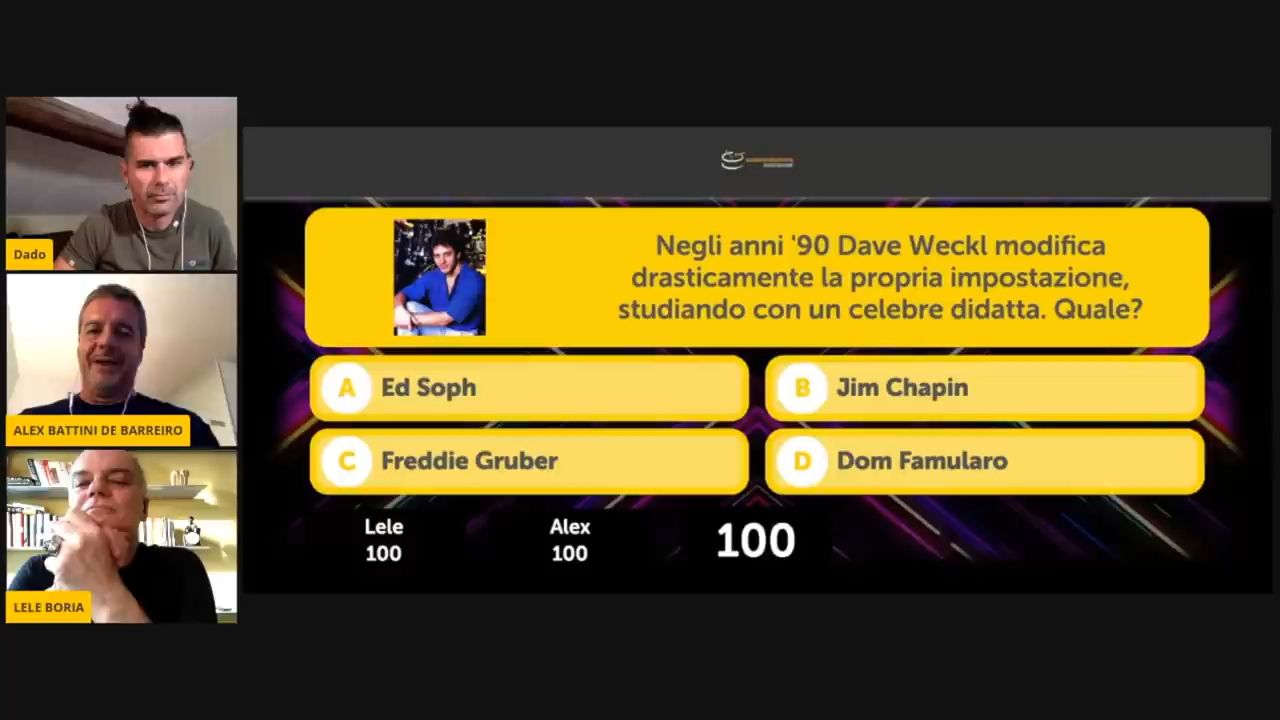 Dado
ALEX BATTINI DE BARREIRO
LELE BORIA
Negli anni '90 Dave Weckl modifica
drasticamente la propria impostazione,
studiando con un celebre didatta. Quale?
A Ed Soph
B Jim Chapin
C Freddie Gruber
D Dom Famularo
Lele
100
Alex
100
100